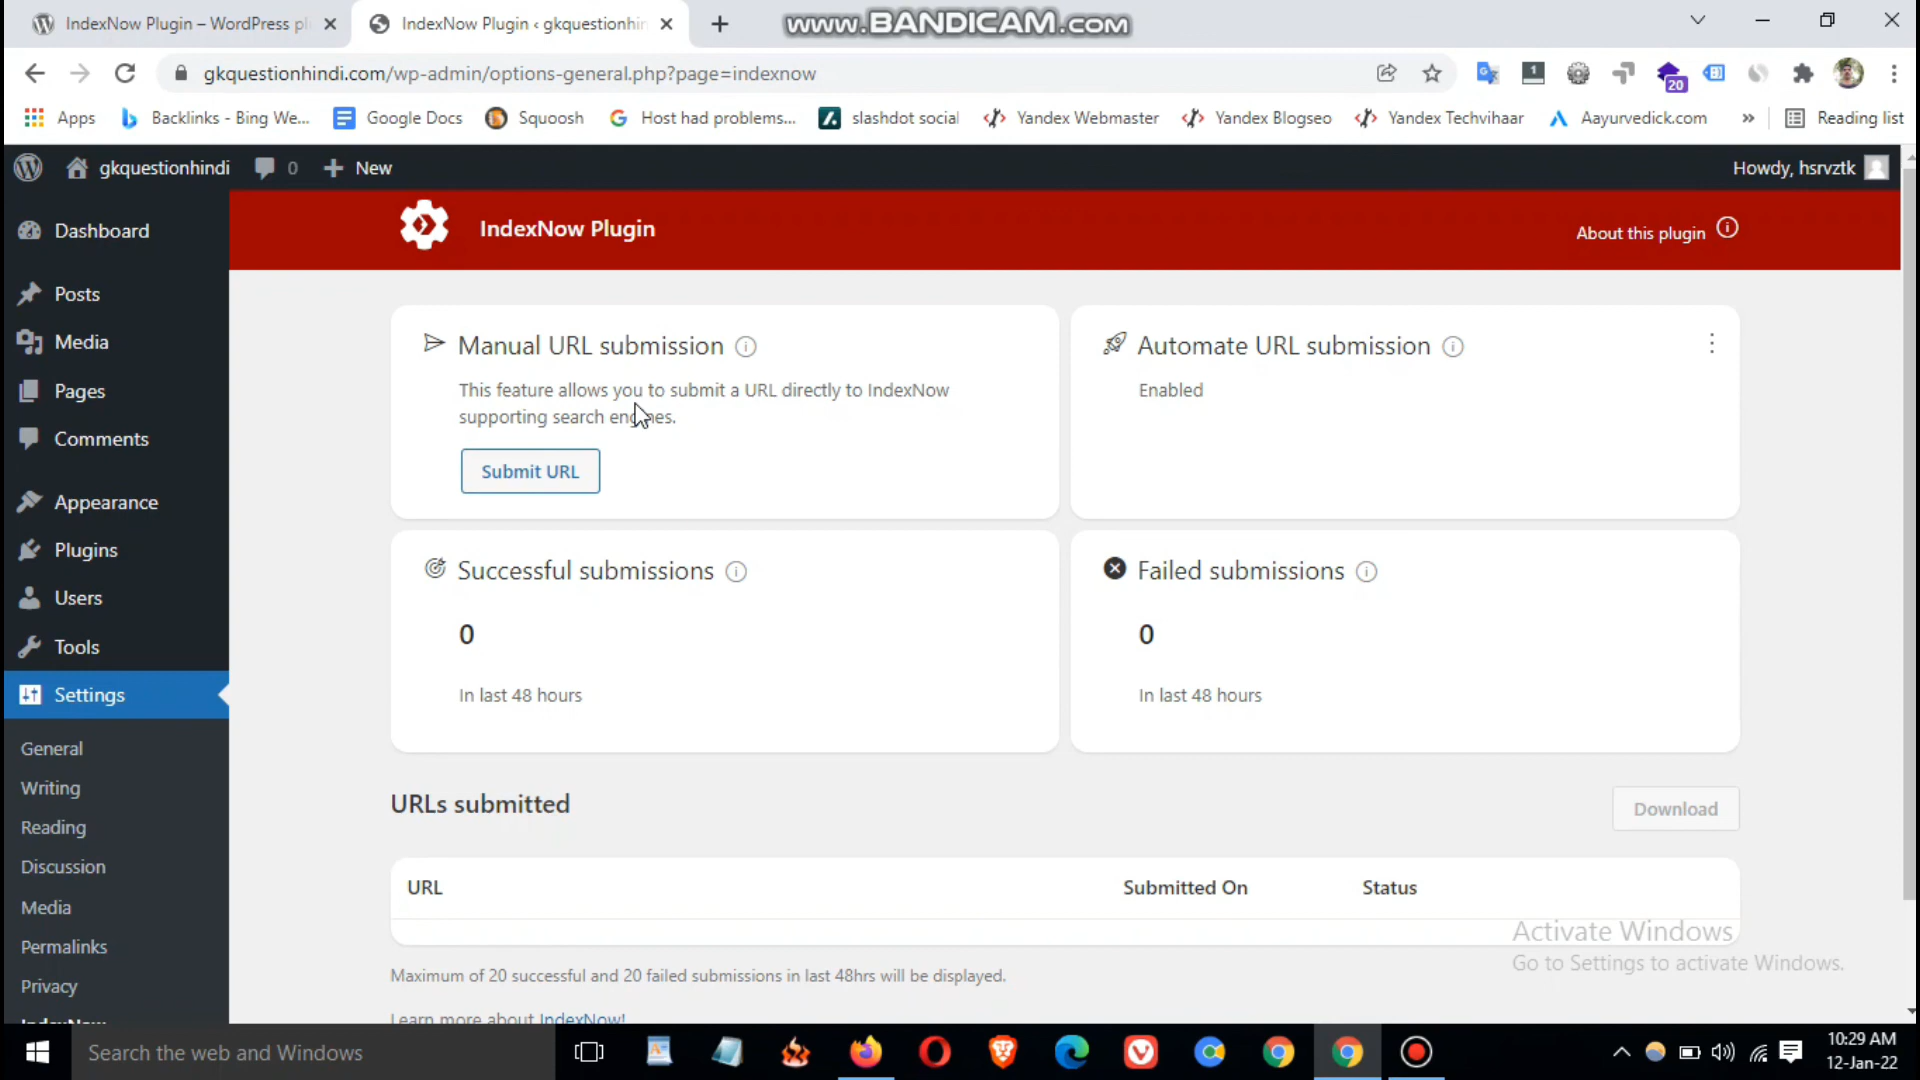 IndexNow Plugin – WordPress pl
IndexNow Plugin ‹ gkquestionhin
www.BANDICAM.com
gkquestionhindi.com/wp-admin/options-general.php?page=indexnow
1
20
Apps
Backlinks - Bing We...
Google Docs
Squoosh
Host had problems...
slashdot social
Yandex Webmaster
Yandex Blogseo
Yandex Techvihaar
Aayurvedick.com
»
Reading list
gkquestionhindi
0
New
Howdy, hsrvztk
Dashboard
Posts
Media
Pages
Comments
Appearance
Plugins
Users
Tools
Settings
General
Writing
Reading
Discussion
Media
Permalinks
Privacy
IndexNow
IndexNow Plugin
About this plugin
Manual URL submission
This feature allows you to submit a URL directly to IndexNow
supporting search engines.
Submit URL
Automate URL submission
Enabled
Successful submissions
0
In last 48 hours
Failed submissions
0
In last 48 hours
URLs submitted
Download
URL
Submitted On
Status
Maximum of 20 successful and 20 failed submissions in last 48hrs will be displayed.
Learn more about IndexNow!
Activate Windows
Go to Settings to activate Windows.
Search the web and Windows
10:29 AM
12-Jan-22